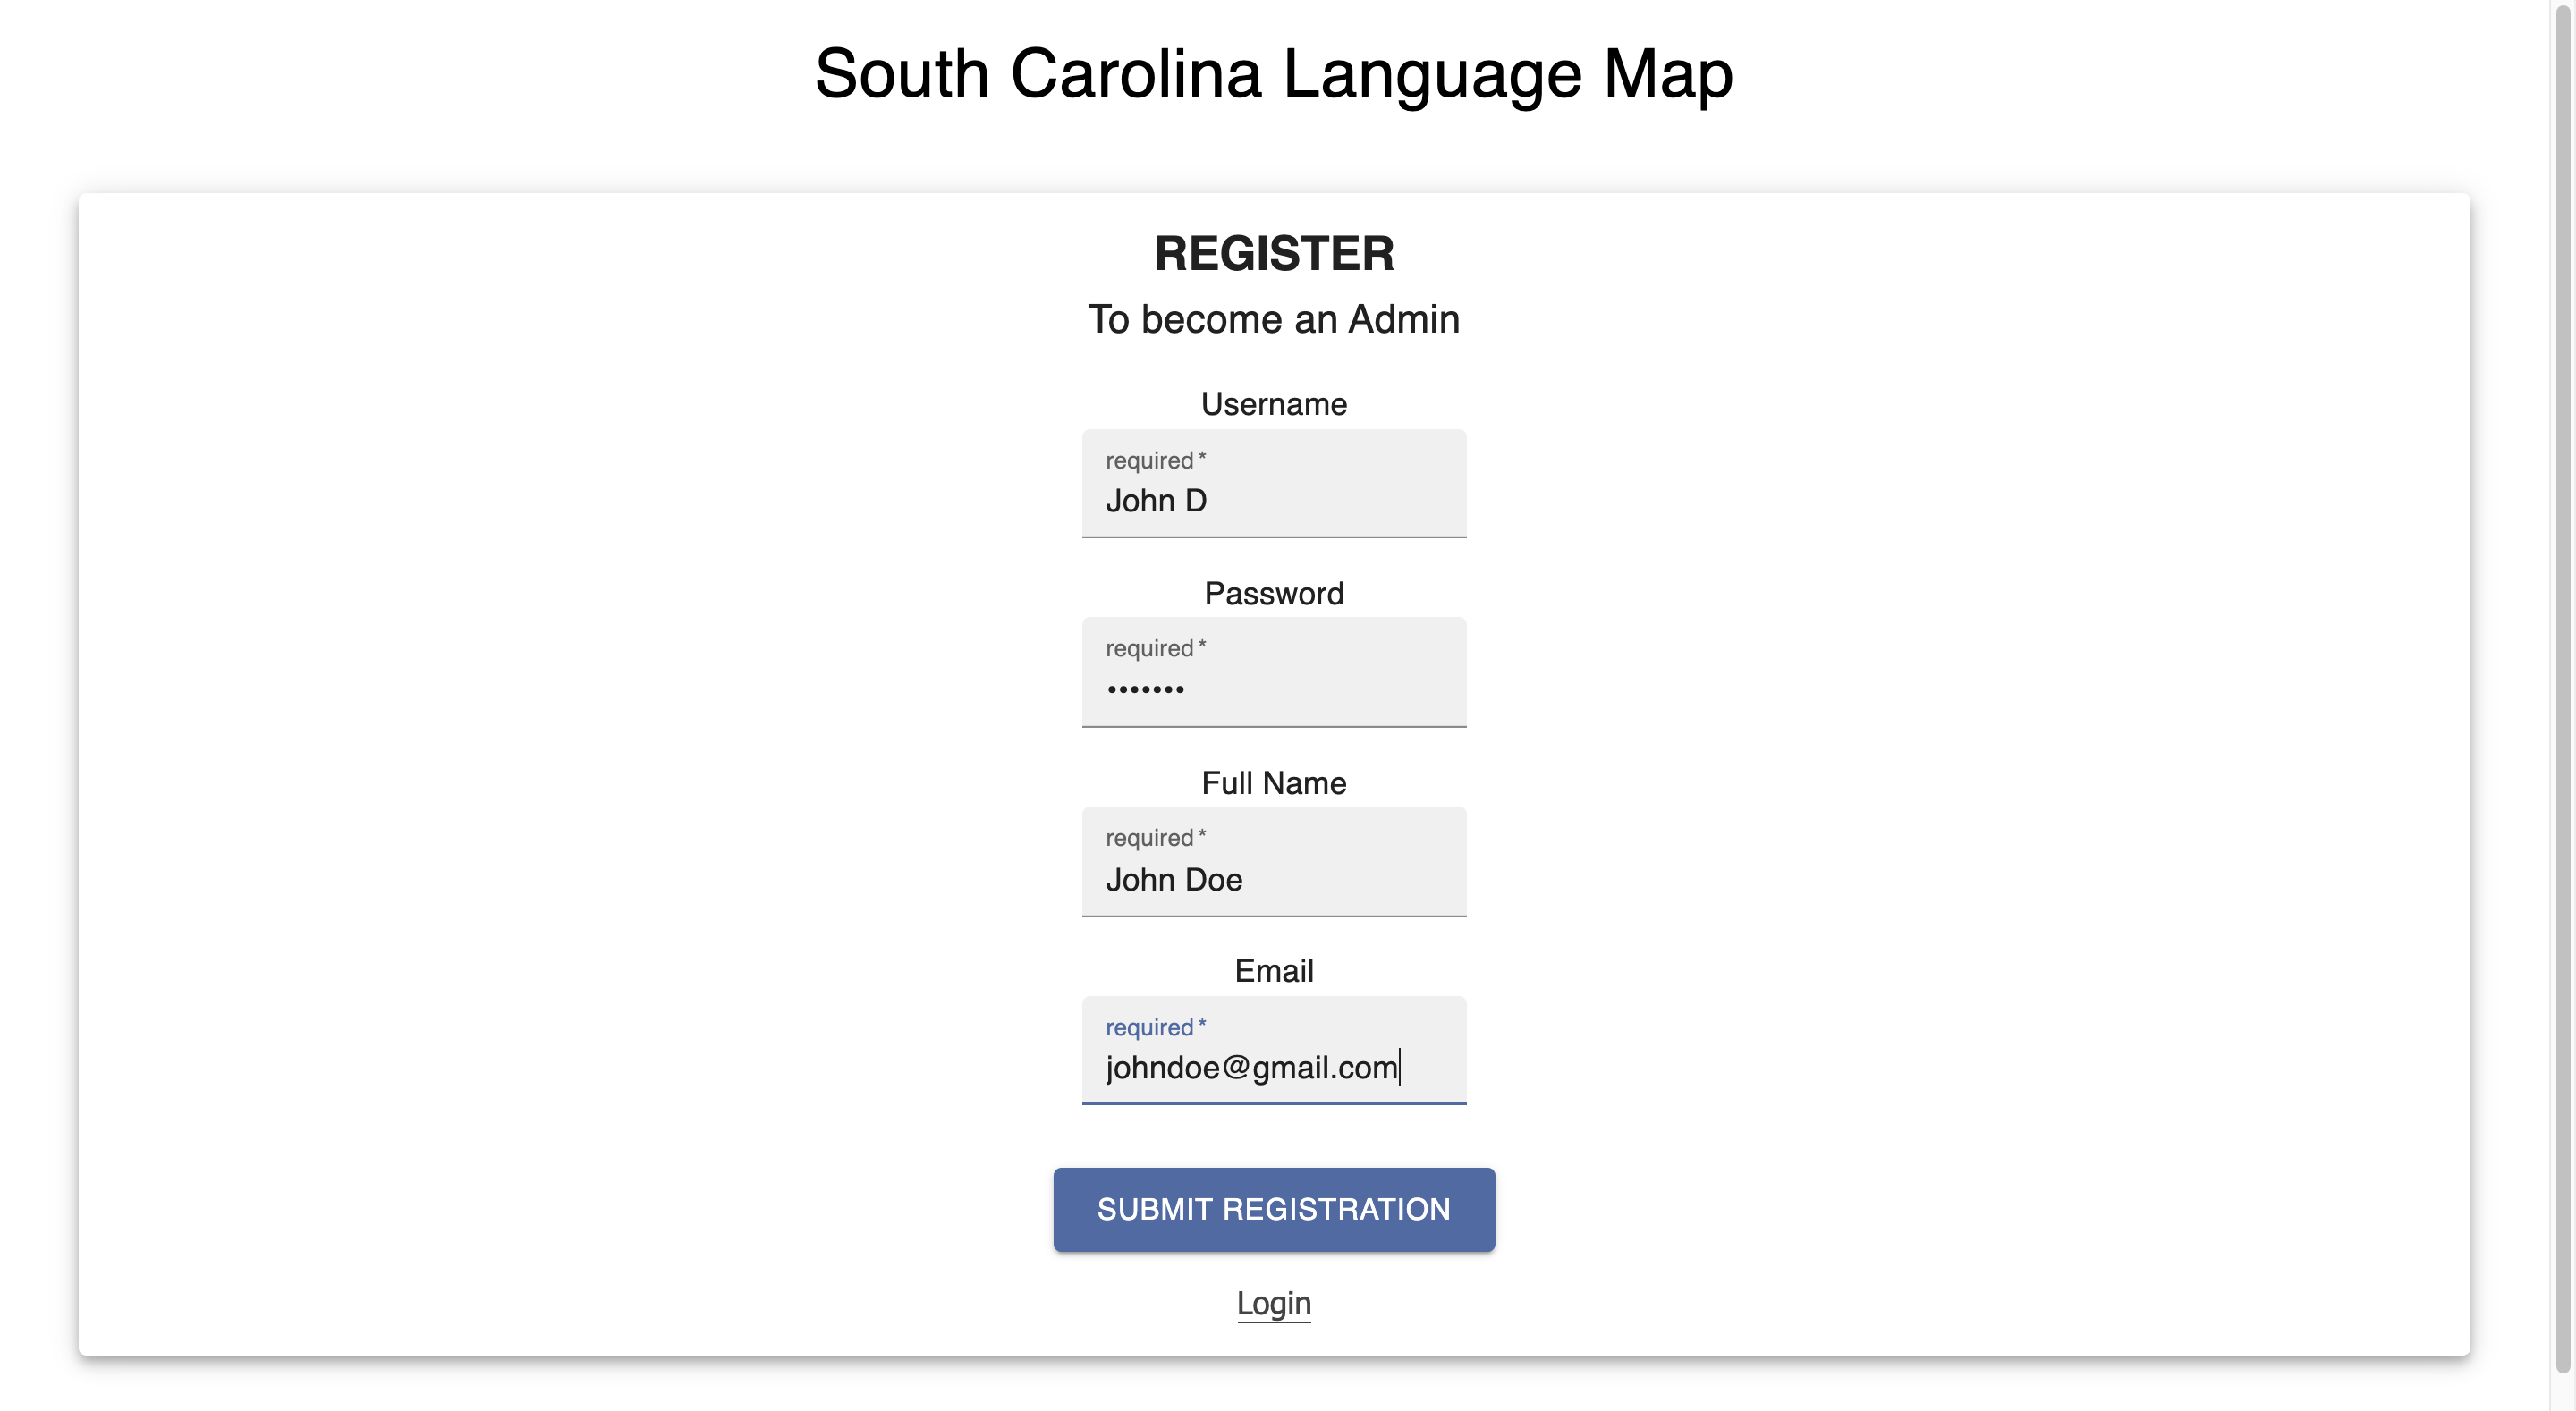 South Carolina Language Map
REGISTER
To become an Admin
Username
required *
John D
Password
required *
•••••••
Full Name
required *
John Doe
Email
required *
johndoe@gmail.com
SUBMIT REGISTRATION
Login